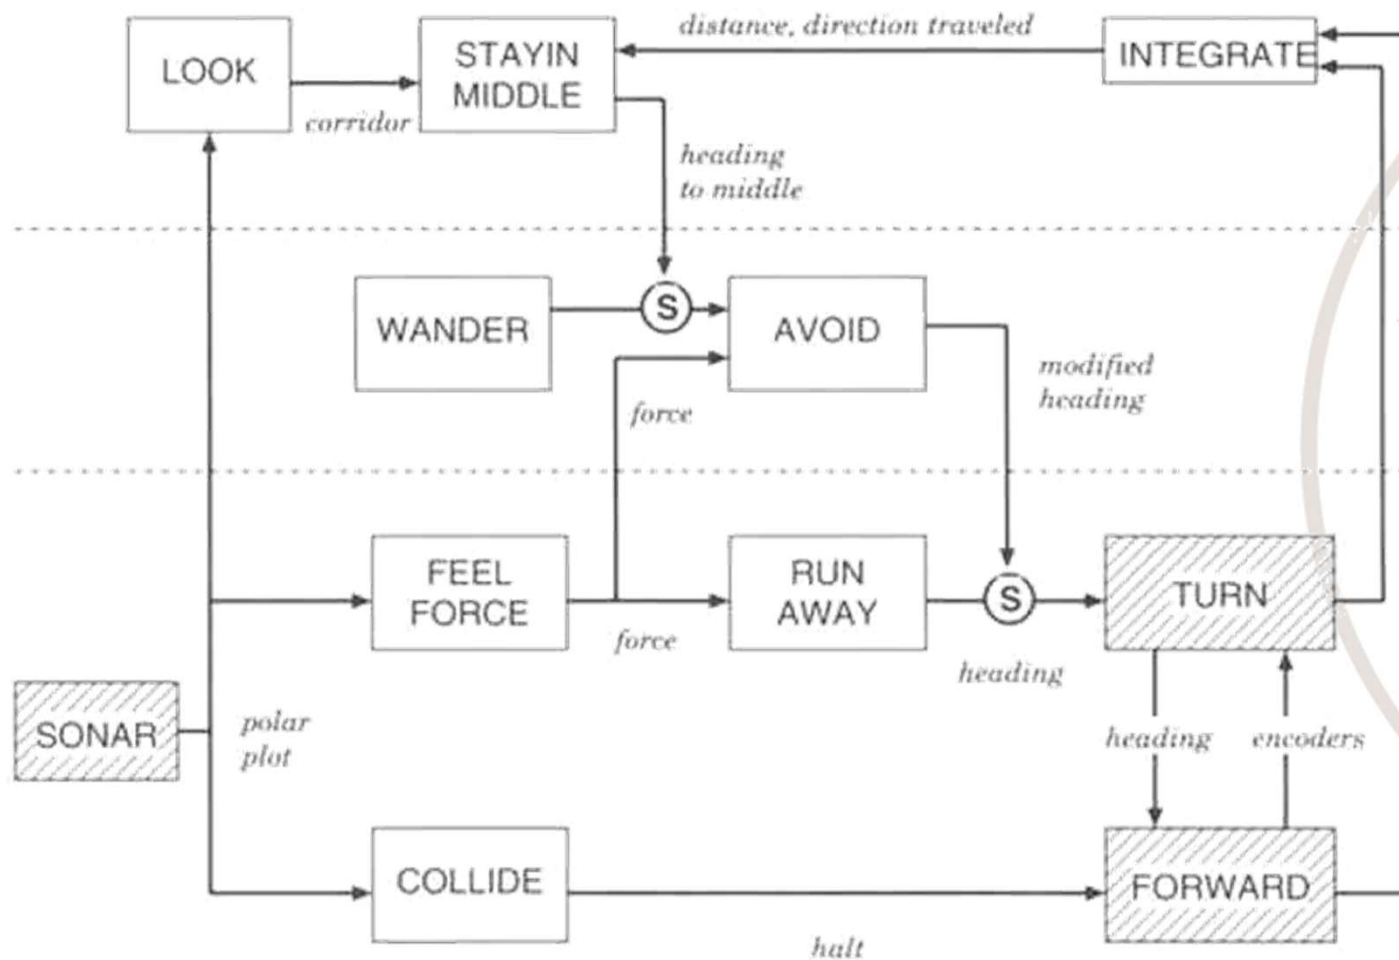 distance, direction traveled
LOOK
STAYIN
MIDDLE
INTEGRATE
corridor
heading
to middle
WANDER
S
AVOID
modified
heading
force
FEEL
FORCE
RUN
AWAY
S
TURN
force
heading
SONAR
polar
plot
heading
encoders
COLLIDE
FORWARD
halt